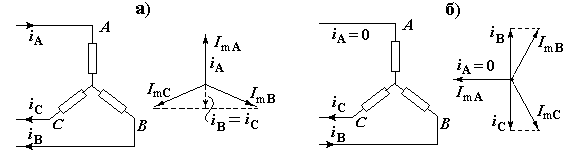 а)
A
i_A
I_mA
i_A
I_mC
I_mB
i_C
C
i_B
B
i_B = i_C
б)
A
i_A = 0
i_B
I_mB
i_A = 0
I_mA
i_C
I_mC
i_C
C
i_B
B